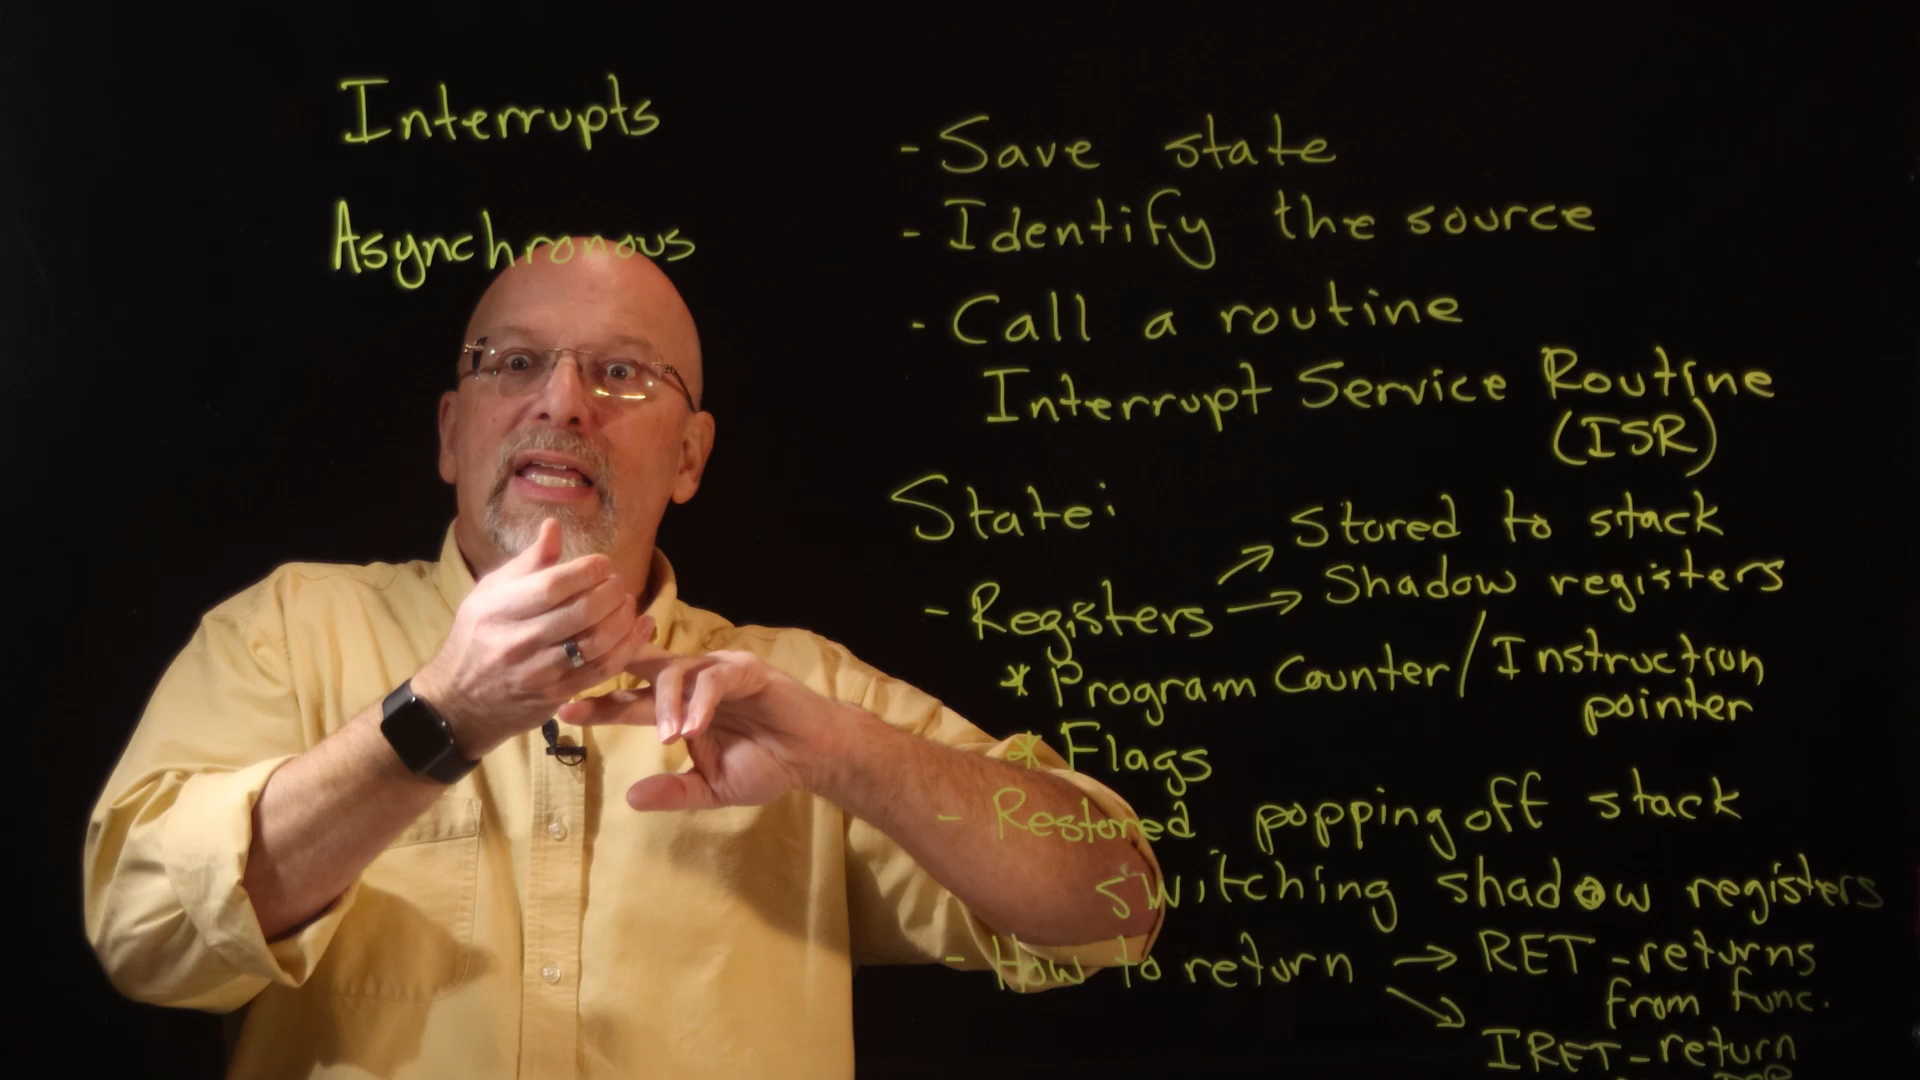 Interrupts
Asynchronous
- Save state
- Identify the source
- Call a routine
Interrupt Service Routine
(ISR)
State:
- Registers → Stored to stack
→ Shadow registers
* Program Counter / Instruction
pointer
* Flags
- Restored popping off stack
switching shadow registers
- How to return → RET - returns
from func.
→ IRET - return